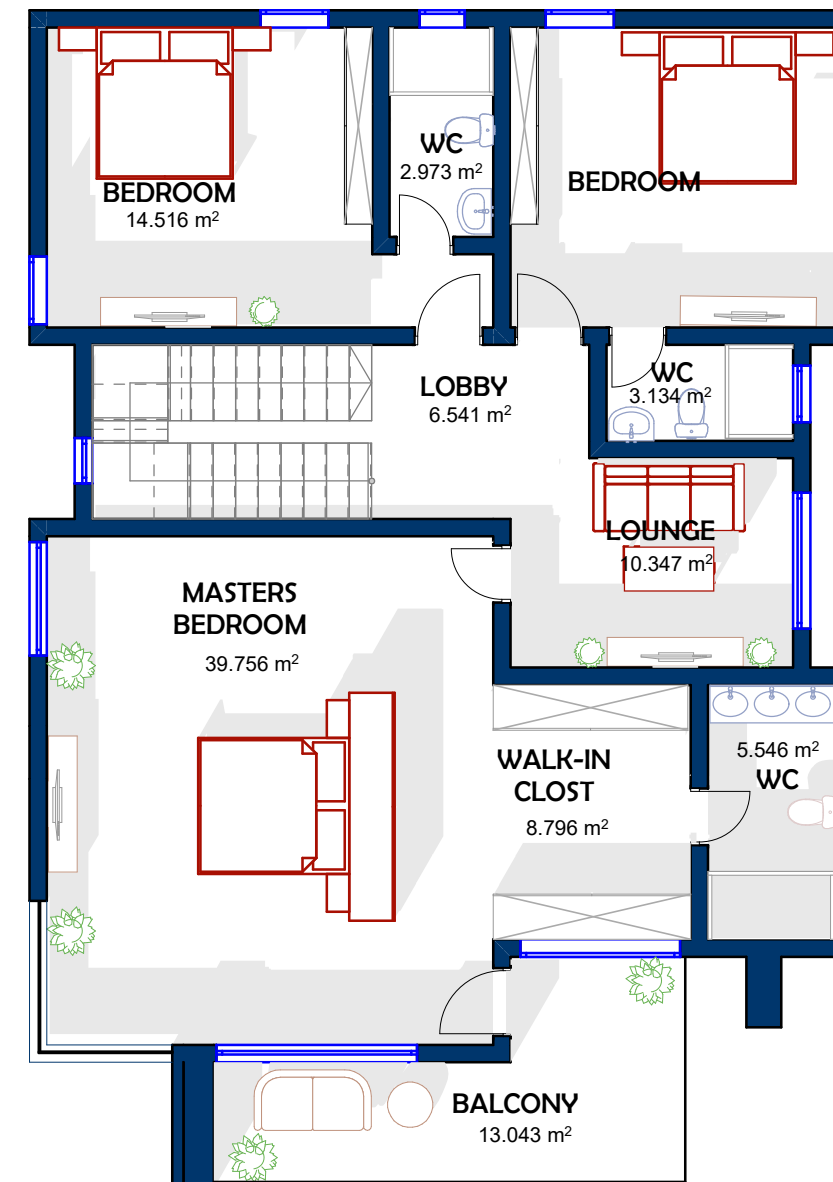 BEDROOM
14.516 m²
WC
2.973 m²
BEDROOM
LOBBY
6.541 m²
WC
3.134 m²
LOUNGE
10.347 m²
MASTERS
BEDROOM
39.756 m²
WALK-IN
CLOST
8.796 m²
5.546 m²
WC
BALCONY
13.043 m²